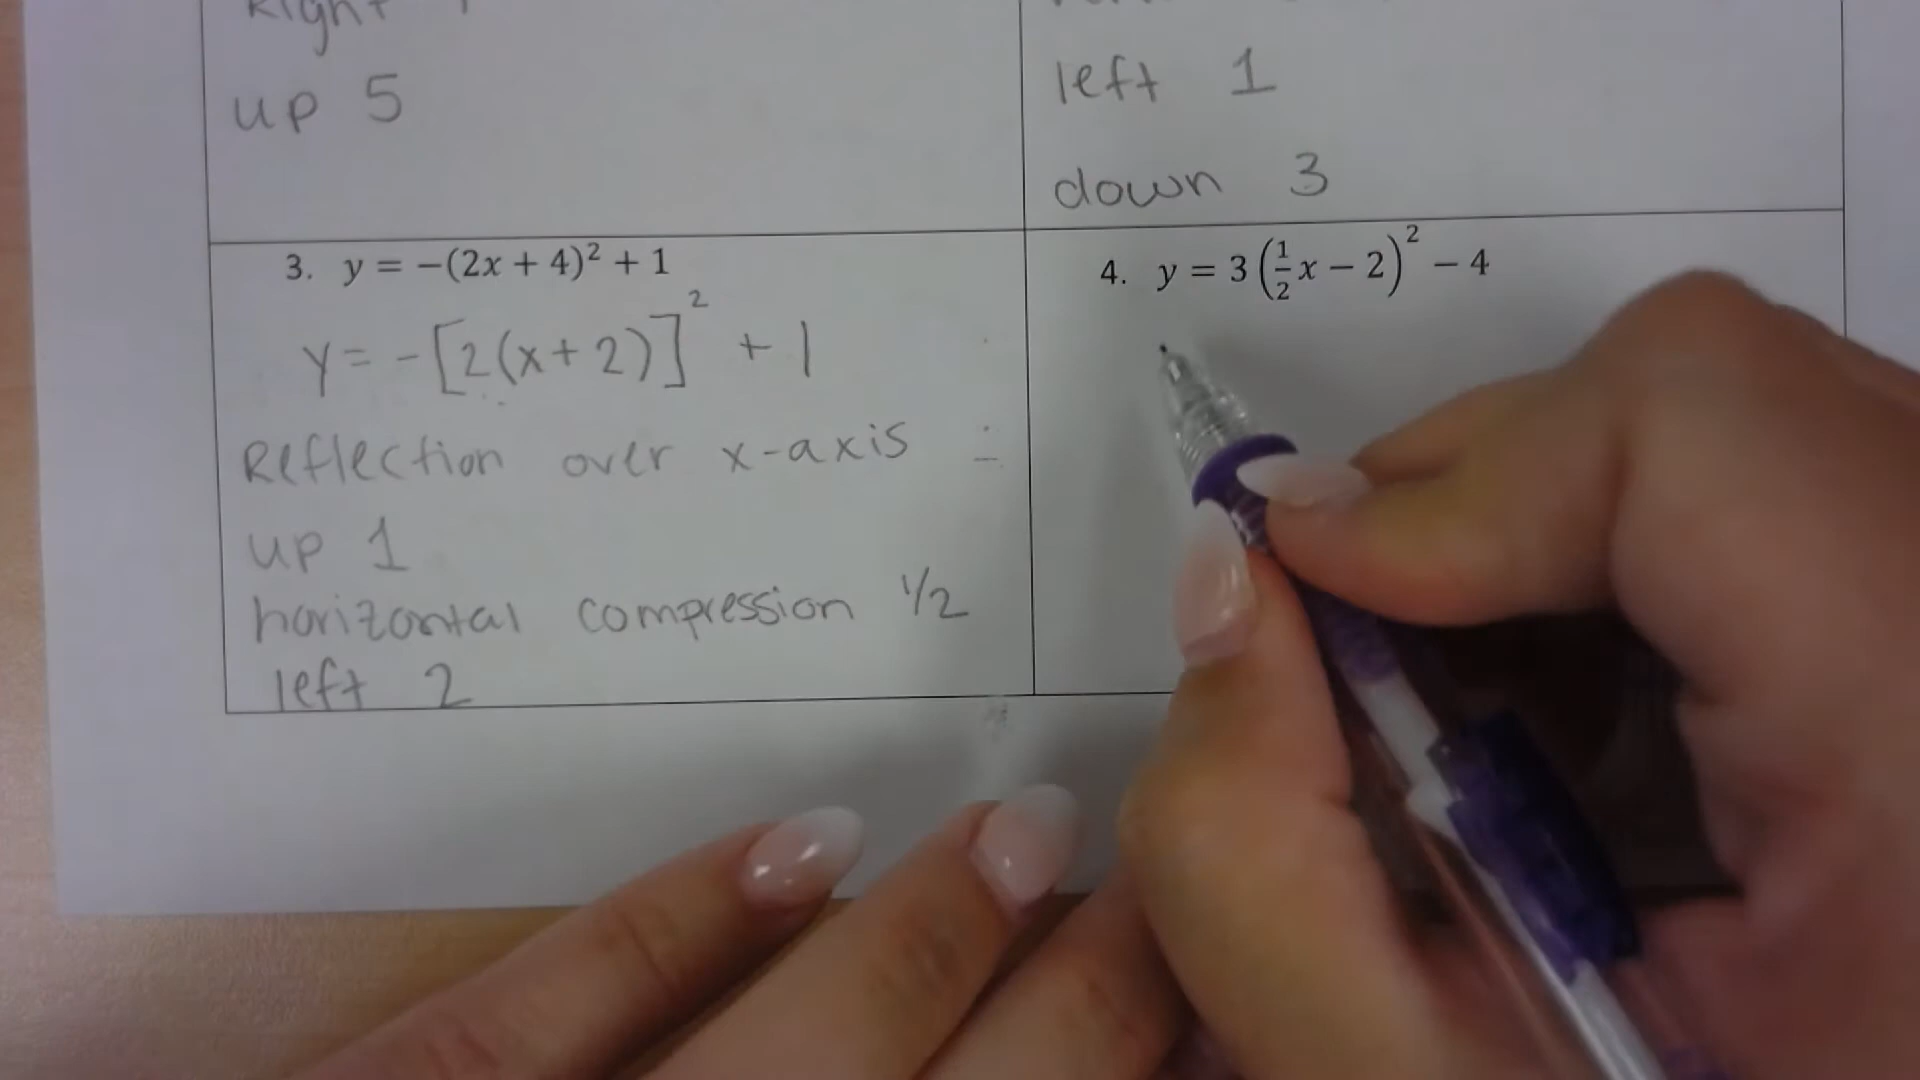 Right
up 5
left 1
down 3
3. y = −(2x + 4)² + 1
y = -[2(x+2)]² + 1
Reflection over x-axis
up 1
horizontal compression 1/2
left 2
4. y = 3(1/2x − 2)² − 4